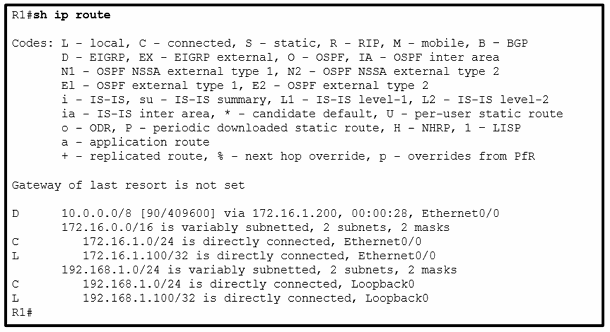 R1#sh ip route
Codes: L - local, C - connected, S - static, R - RIP, M - mobile, B - BGP
D - EIGRP, EX - EIGRP external, O - OSPF, IA - OSPF inter area
N1 - OSPF NSSA external type 1, N2 - OSPF NSSA external type 2
E1 - OSPF external type 1, E2 - OSPF external type 2
i - IS-IS, su - IS-IS summary, L1 - IS-IS level-1, L2 - IS-IS level-2
ia - IS-IS inter area, * - candidate default, U - per-user static route
o - ODR, P - periodic downloaded static route, H - NHRP, l - LISP
a - application route
+ - replicated route, % - next hop override, p - overrides from PfR
Gateway of last resort is not set
D 10.0.0.0/8 [90/409600] via 172.16.1.200, 00:00:28, Ethernet0/0
172.16.0.0/16 is variably subnetted, 2 subnets, 2 masks
C 172.16.1.0/24 is directly connected, Ethernet0/0
L 172.16.1.100/32 is directly connected, Ethernet0/0
192.168.1.0/24 is variably subnetted, 2 subnets, 2 masks
C 192.168.1.0/24 is directly connected, Loopback0
L 192.168.1.100/32 is directly connected, Loopback0
R1#